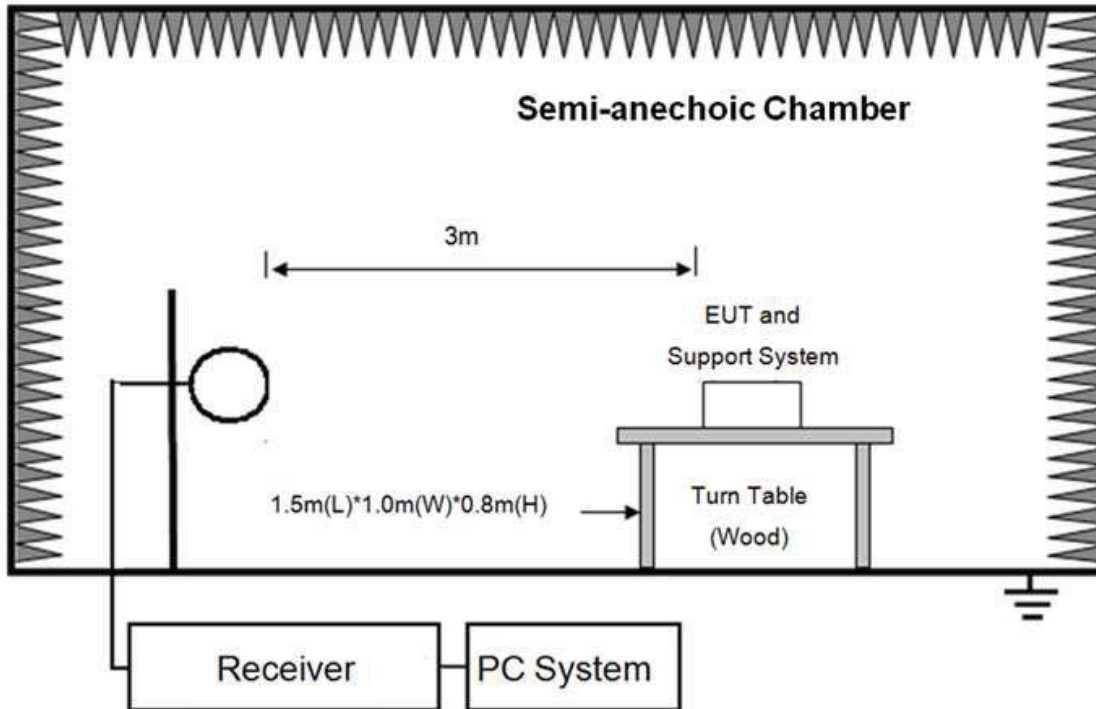 Semi-anechoic Chamber
3m
EUT and
Support System
1.5m(L)*1.0m(W)*0.8m(H)
Turn Table
(Wood)
Receiver
PC System